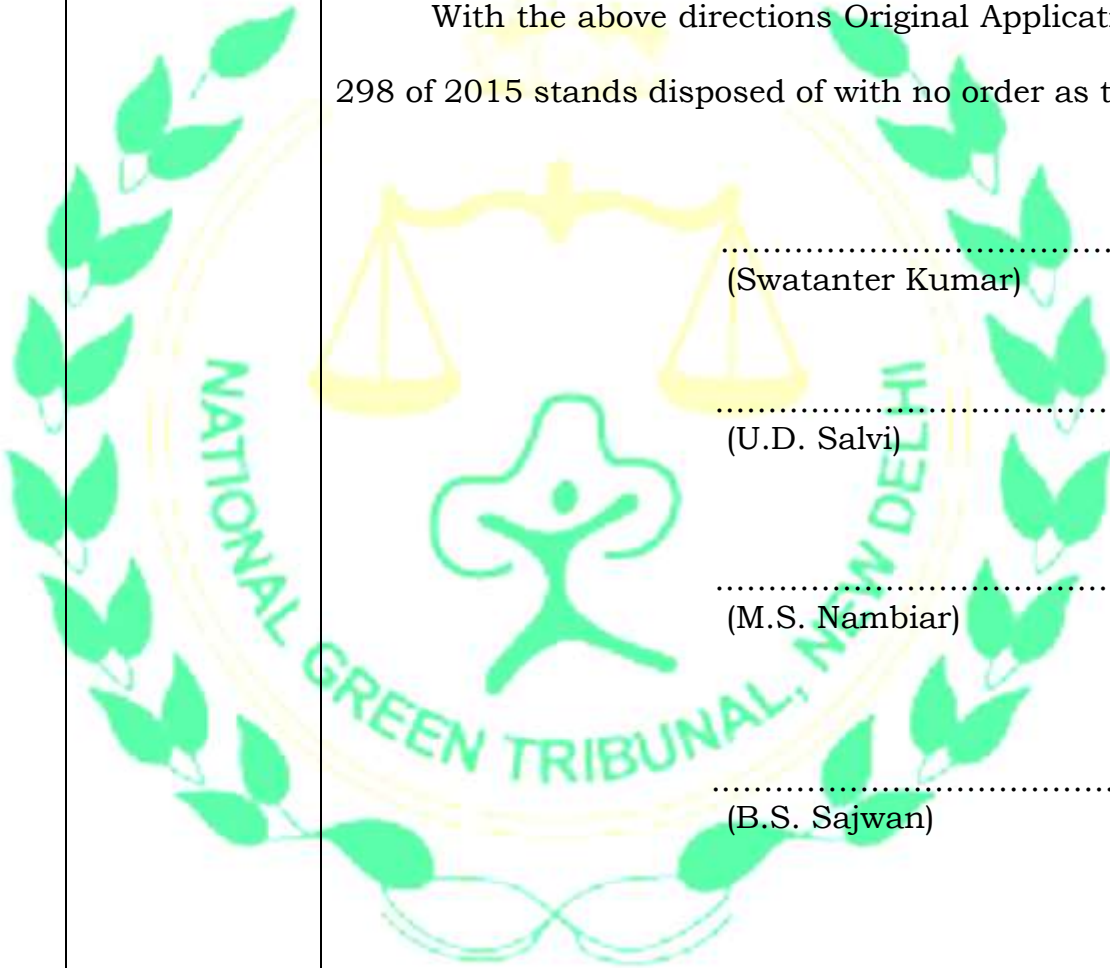 With the above directions Original Applicati
298 of 2015 stands disposed of with no order as t
..........................................
(Swatanter Kumar)
..........................................
(U.D. Salvi)
..........................................
(M.S. Nambiar)
..........................................
(B.S. Sajwan)
NATIONAL GREEN TRIBUNAL, NEW DELHI